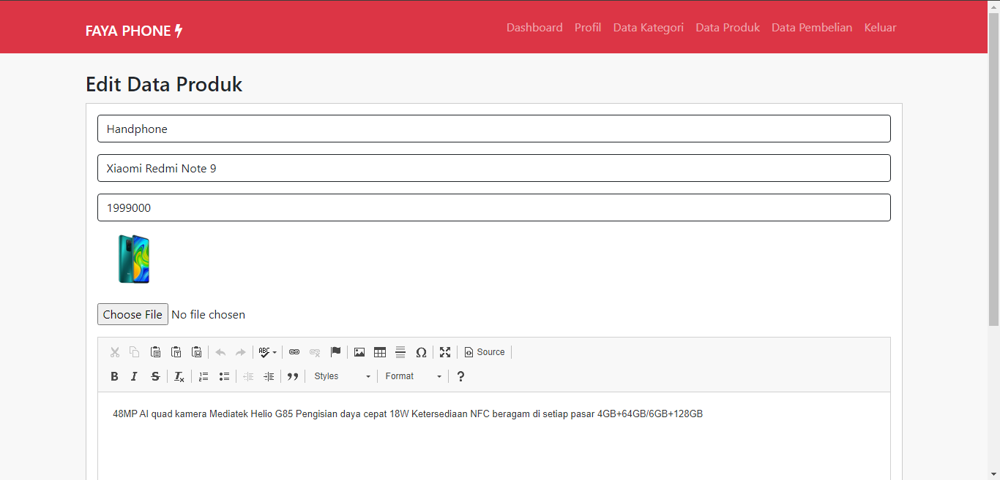 FAYA PHONE
Dashboard Profil Data Kategori Data Produk Data Pembelian Keluar
Edit Data Produk
Handphone
Xiaomi Redmi Note 9
1999000
Choose File No file chosen
ABC Ω Source
B I S Tx Styles Format ?
48MP AI quad kamera Mediatek Helio G85 Pengisian daya cepat 18W Ketersediaan NFC beragam di setiap pasar 4GB+64GB/6GB+128GB